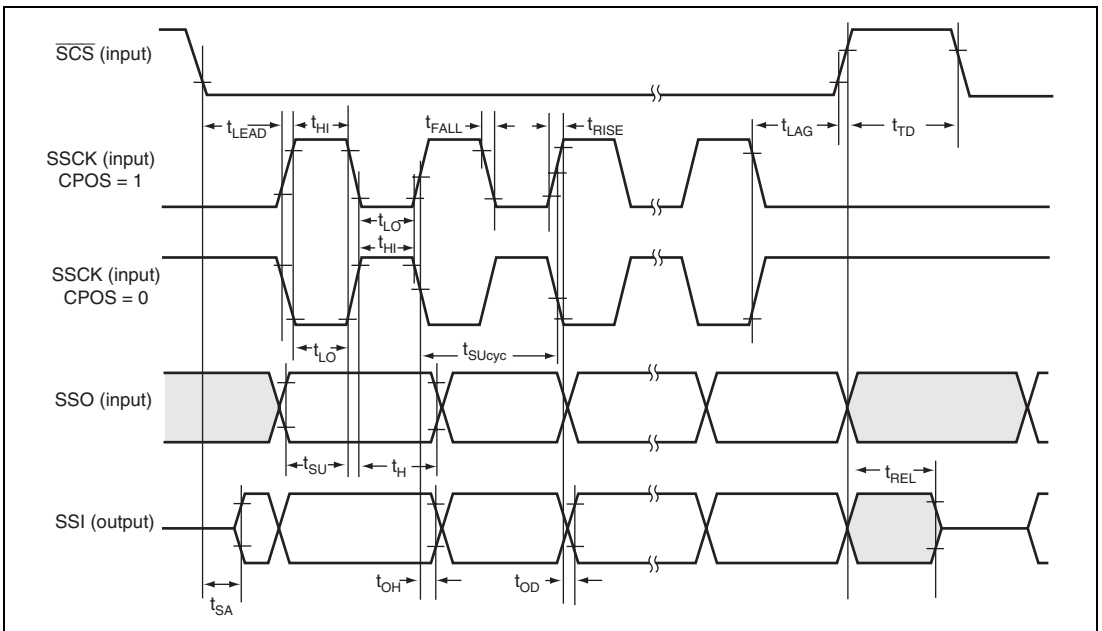 SCS (input)
tLEAD
tHI
tFALL
tRISE
tLAG
tTD
SSCK (input)
CPOS = 1
tLO
tHI
SSCK (input)
CPOS = 0
tLO
tSUcyc
SSO (input)
tSU
tH
tREL
SSI (output)
tOH
tOD
tSA